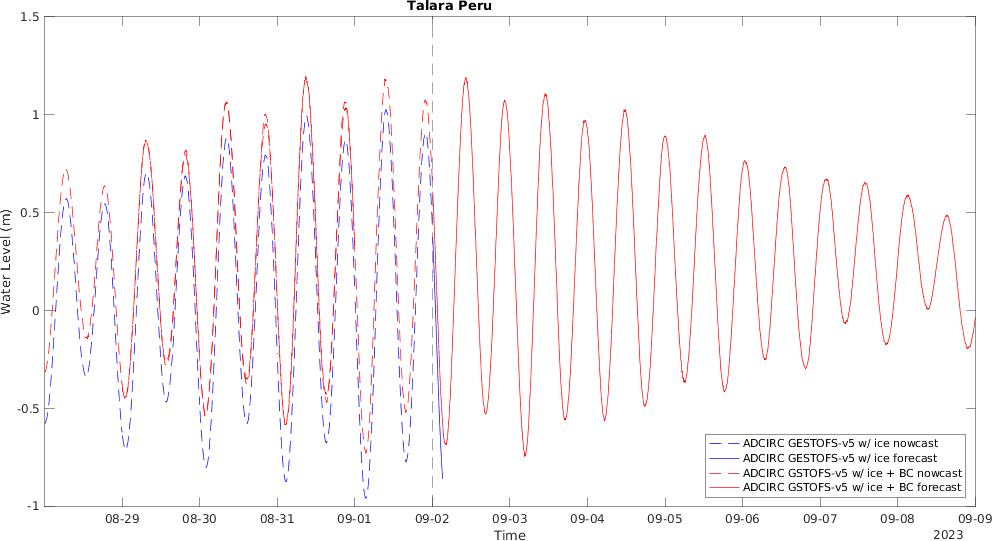 Talara Peru
1.5
1
0.5
0
-0.5
-1
Water Level (m)
ADCIRC GESTOFS-v5 w/ ice nowcast
ADCIRC GESTOFS-v5 w/ ice forecast
ADCIRC GSTOFS-v5 w/ ice + BC nowcast
ADCIRC GSTOFS-v5 w/ ice + BC forecast
08-29 08-30 08-31 09-01 09-02 09-03 09-04 09-05 09-06 09-07 09-08 09-09
Time
2023